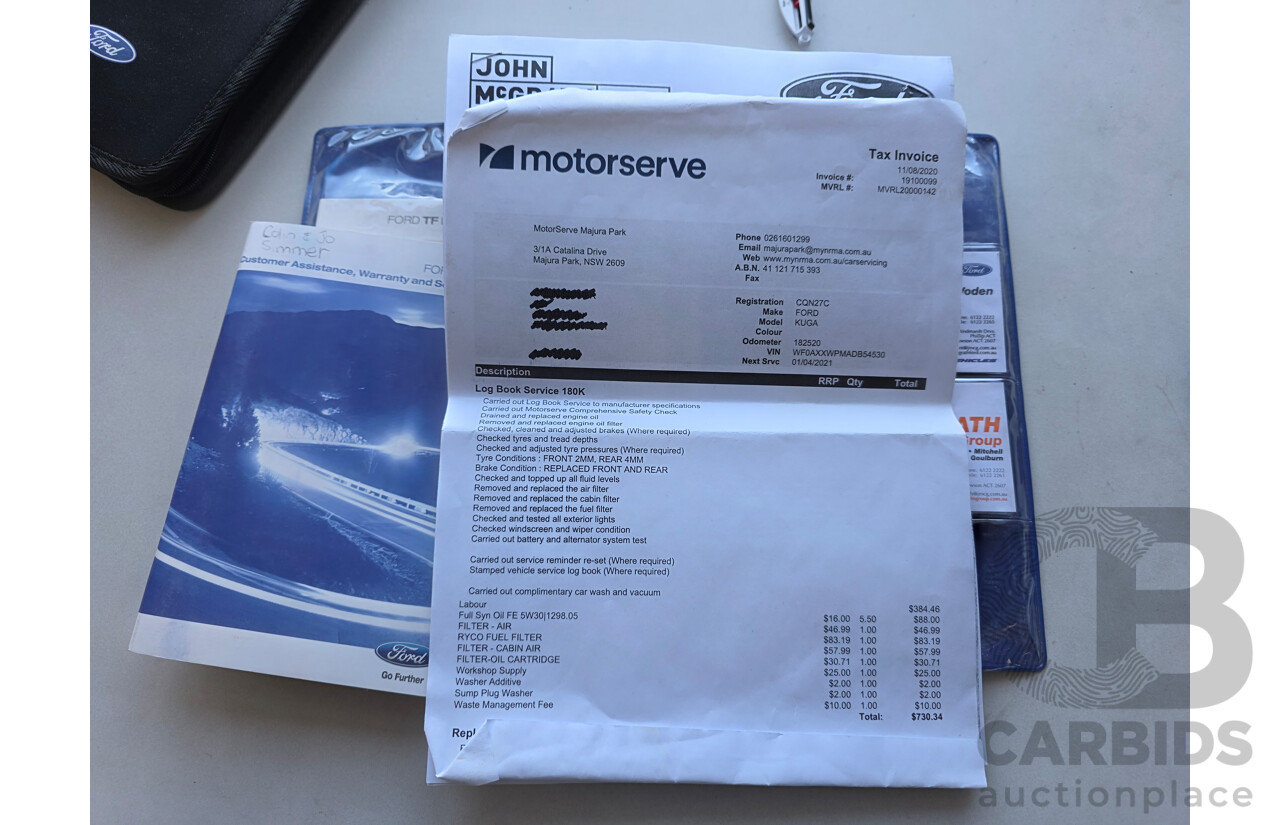 Ford
JOHN
Ford
motorserve
Tax Invoice
11/08/2020
Invoice #: 19100099
MVRL #: MVRL20000142
MotorServe Majura Park
3/1A Catalina Drive
Majura Park, NSW 2609
Phone 0261601299
Email majurapark@mynrma.com.au
Web www.mynrma.com.au/carservicing
A.B.N. 41 121 715 393
Fax
Registration CQN27C
Make FORD
Model KUGA
Colour
Odometer 182520
VIN WF0AXXWPMADB54530
Next Srvc 01/04/2021
Description RRP Qty Total
Log Book Service 180K
Carried out Log Book Service to manufacturer specifications
Carried out Motorserve Comprehensive Safety Check
Drained and replaced engine oil
Removed and replaced engine oil filter
Checked, cleaned and adjusted brakes (Where required)
Checked tyres and tread depths
Checked and adjusted tyre pressures (Where required)
Tyre Conditions : FRONT 2MM, REAR 4MM
Brake Condition : REPLACED FRONT AND REAR
Checked and topped up all fluid levels
Removed and replaced the air filter
Removed and replaced the cabin filter
Removed and replaced the fuel filter
Checked and tested all exterior lights
Checked windscreen and wiper condition
Carried out battery and alternator system test
Carried out service reminder re-set (Where required)
Stamped vehicle service log book (Where required)
Carried out complimentary car wash and vacuum
Labour $384.46
Full Syn Oil FE 5W30|1298.05 $16.00 5.50 $88.00
FILTER - AIR $46.99 1.00 $46.99
RYCO FUEL FILTER $83.19 1.00 $83.19
FILTER - CABIN AIR $57.99 1.00 $57.99
FILTER-OIL CARTRIDGE $30.71 1.00 $30.71
Workshop Supply $25.00 1.00 $25.00
Washer Additive $2.00 1.00 $2.00
Sump Plug Washer $2.00 1.00 $2.00
Waste Management Fee $10.00 1.00 $10.00
Total: $730.34
FORD TF
Colin & Jo
Simmer
Customer Assistance, Warranty and
Ford
Go Further
Ford
oden
ATH
Group
• Mitchell
Goulburn
CB
CARBIDS
auctionplace